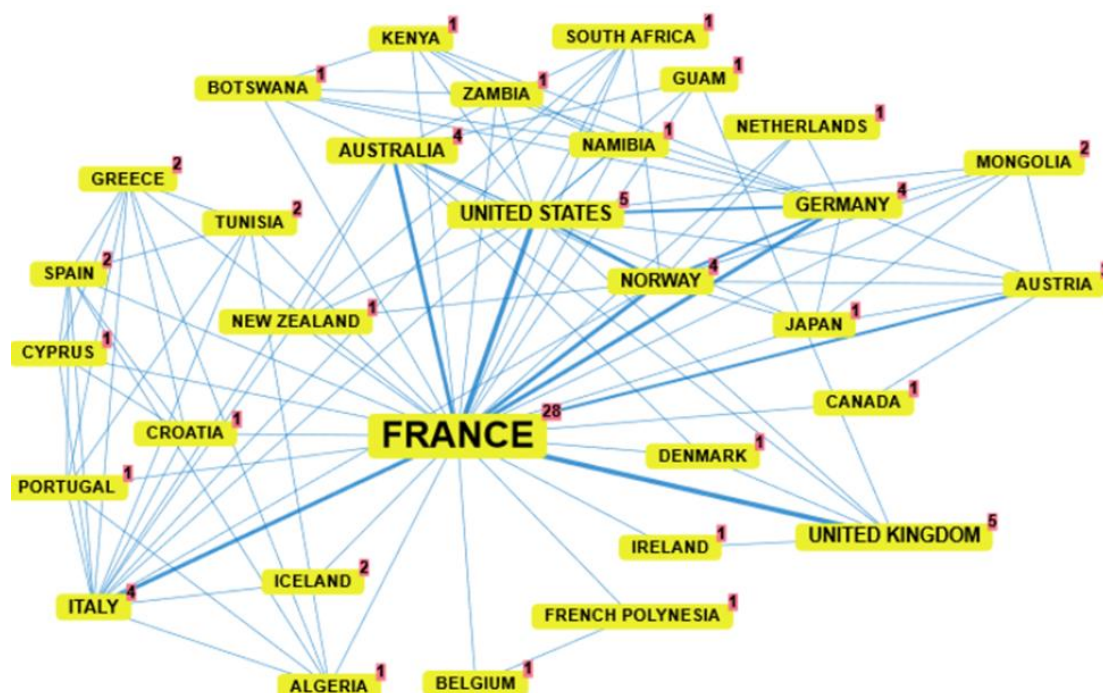 KENYA 1
SOUTH AFRICA 1
BOTSWANA 1
ZAMBIA 1
GUAM 1
NETHERLANDS 1
AUSTRALIA 4
NAMIBIA 1
MONGOLIA 2
GREECE 2
TUNISIA 2
UNITED STATES 5
GERMANY 4
SPAIN 2
NORWAY 4
AUSTRIA
NEW ZEALAND 1
JAPAN 1
CYPRUS 1
CANADA 1
CROATIA 1
FRANCE 28
DENMARK 1
PORTUGAL 1
UNITED KINGDOM 5
IRELAND 1
ITALY 4
ICELAND 2
FRENCH POLYNESIA 1
ALGERIA 1
BELGIUM 1